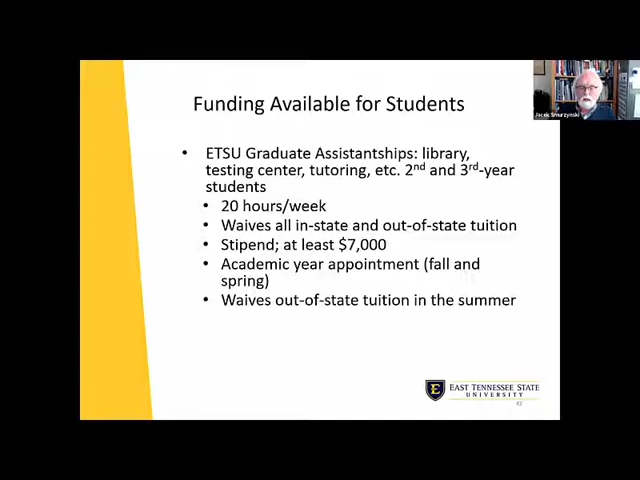 Funding Available for Students
Jacek Smurzynski
• ETSU Graduate Assistantships: library,
testing center, tutoring, etc. 2nd and 3rd-year
students
• 20 hours/week
• Waives all in-state and out-of-state tuition
• Stipend; at least $7,000
• Academic year appointment (fall and
spring)
• Waives out-of-state tuition in the summer
E
EAST TENNESSEE STATE
UNIVERSITY